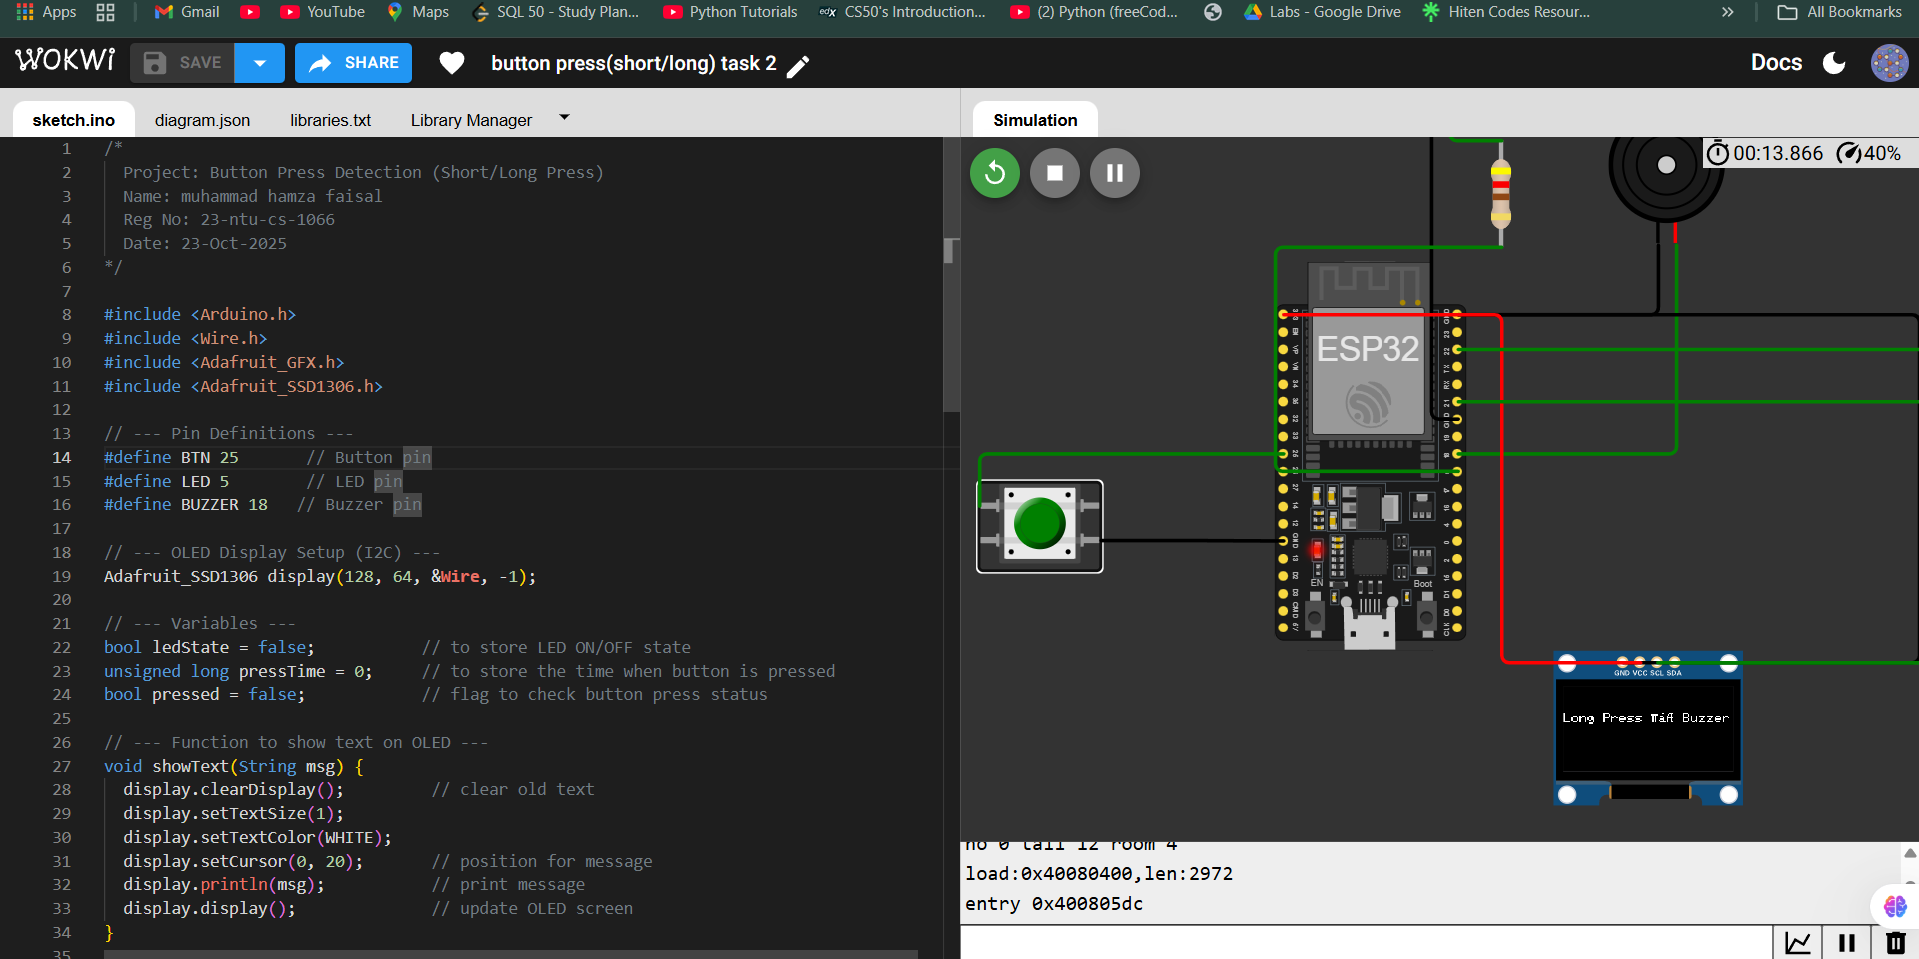 Apps Gmail YouTube Maps SQL 50 - Study Plan... Python Tutorials edX CS50's Introduction... (2) Python (freeCod... Labs - Google Drive Hiten Codes Resour... » All Bookmarks
WOKWI SAVE SHARE button press(short/long) task 2 Docs
sketch.ino diagram.json libraries.txt Library Manager
Simulation
00:13.866 40%
1 /*
2 Project: Button Press Detection (Short/Long Press)
3 Name: muhammad hamza faisal
4 Reg No: 23-ntu-cs-1066
5 Date: 23-Oct-2025
6 */
7
8 #include <Arduino.h>
9 #include <Wire.h>
10 #include <Adafruit_GFX.h>
11 #include <Adafruit_SSD1306.h>
12
13 // --- Pin Definitions ---
14 #define BTN 25 // Button pin
15 #define LED 5 // LED pin
16 #define BUZZER 18 // Buzzer pin
17
18 // --- OLED Display Setup (I2C) ---
19 Adafruit_SSD1306 display(128, 64, &Wire, -1);
20
21 // --- Variables ---
22 bool ledState = false; // to store LED ON/OFF state
23 unsigned long pressTime = 0; // to store the time when button is pressed
24 bool pressed = false; // flag to check button press status
25
26 // --- Function to show text on OLED ---
27 void showText(String msg) {
28 display.clearDisplay(); // clear old text
29 display.setTextSize(1);
30 display.setTextColor(WHITE);
31 display.setCursor(0, 20); // position for message
32 display.println(msg); // print message
33 display.display(); // update OLED screen
34 }
35
ESP32
EN Boot
GND VCC SCL SDA
Long Press Buzzer
ho 0 tail 12 room 4
load:0x40080400,len:2972
entry 0x400805dc